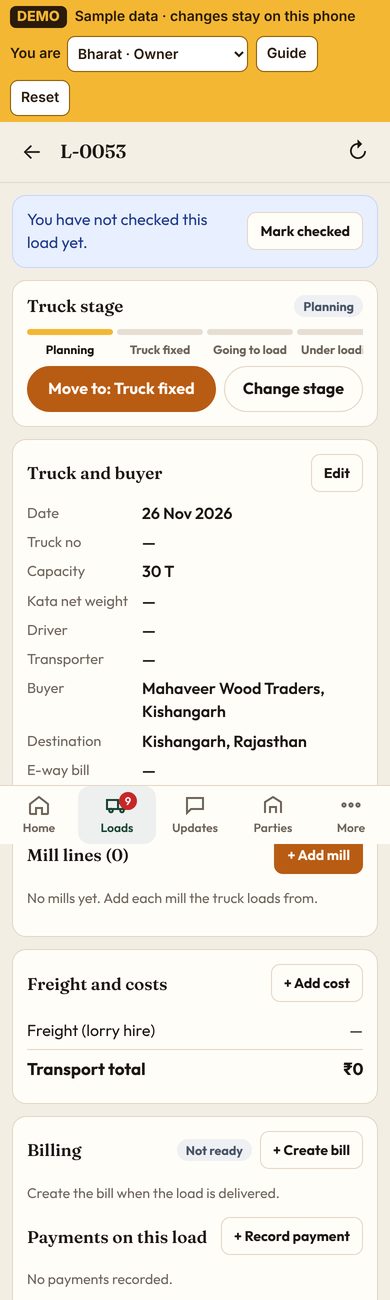 DEMO Sample data · changes stay on this phone
You are Bharat · Owner Guide
Reset
L-0053
You have not checked this
load yet.
Mark checked
Truck stage Planning
Planning Truck fixed Going to load Under load
Move to: Truck fixed Change stage
Truck and buyer Edit
Date 26 Nov 2026
Truck no —
Capacity 30 T
Kata net weight —
Driver —
Transporter —
Buyer Mahaveer Wood Traders,
Kishangarh
Destination Kishangarh, Rajasthan
E-way bill —
9
Home Loads Updates Parties More
Mill lines (0) + Add mill
No mills yet. Add each mill the truck loads from.
Freight and costs + Add cost
Freight (lorry hire) —
Transport total ₹0
Billing Not ready + Create bill
Create the bill when the load is delivered.
Payments on this load + Record payment
No payments recorded.